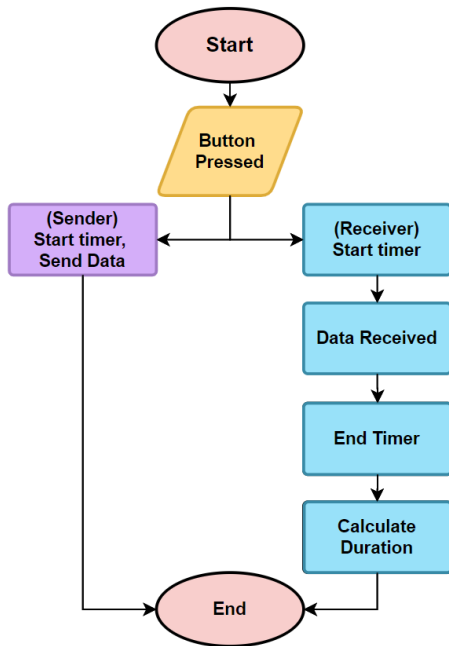 Start
Button
Pressed
(Sender)
Start timer,
Send Data
(Receiver)
Start timer
Data Received
End Timer
Calculate
Duration
End